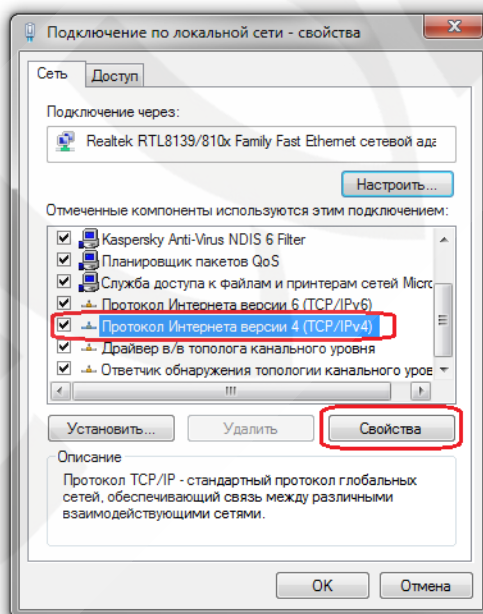 Подключение по локальной сети - свойства
Сеть
Доступ
Подключение через:
Realtek RTL8139/810x Family Fast Ethernet сетевой ада
Настроить...
Отмеченные компоненты используются этим подключением:
Kaspersky Anti-Virus NDIS 6 Filter
Планировщик пакетов QoS
Служба доступа к файлам и принтерам сетей Micro
Протокол Интернета версии 6 (TCP/IPv6)
Протокол Интернета версии 4 (TCP/IPv4)
Драйвер в/в тополога канального уровня
Ответчик обнаружения топологии канального уров
Установить...
Удалить
Свойства
Описание
Протокол TCP/IP - стандартный протокол глобальных
сетей, обеспечивающий связь между различными
взаимодействующими сетями.
OK
Отмена